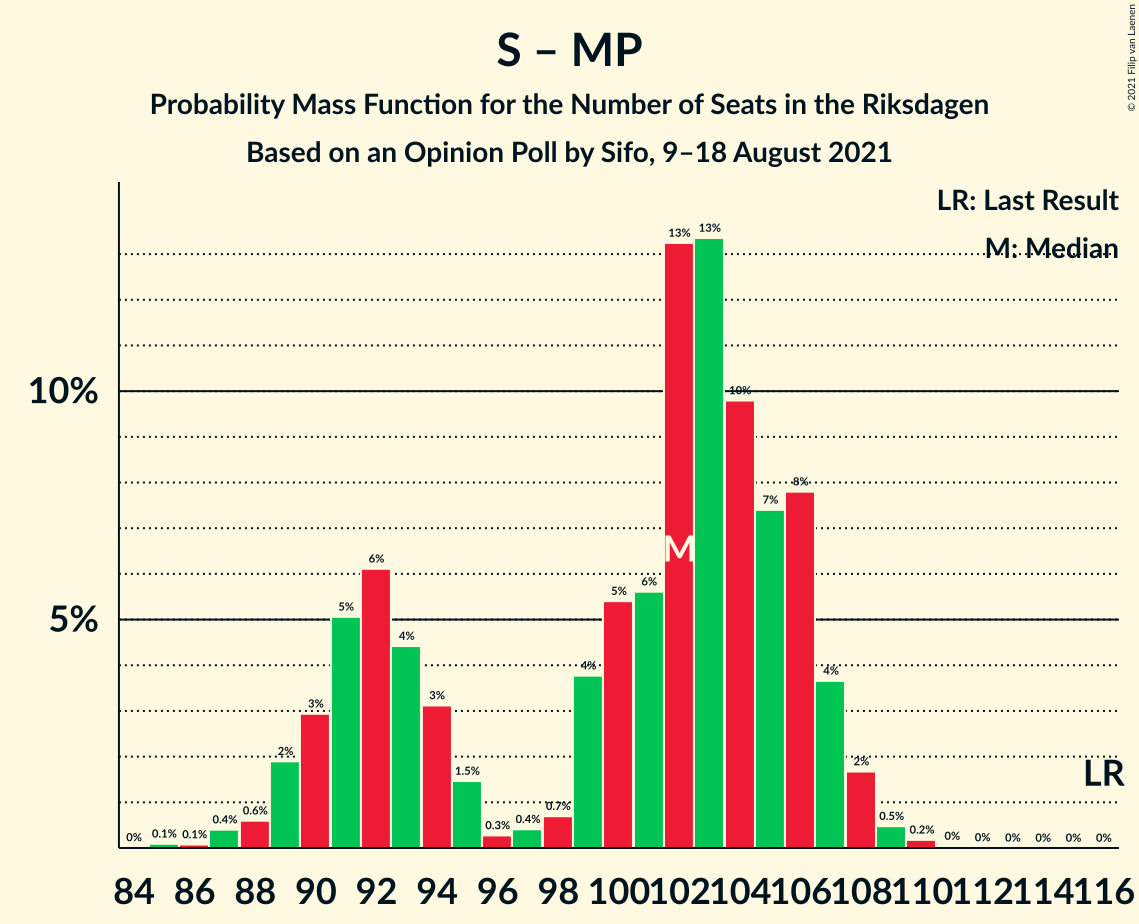 S – MP
Probability Mass Function for the Number of Seats in the Riksdagen
Based on an Opinion Poll by Sifo, 9–18 August 2021
© 2021 Filip van Laenen
LR: Last Result
M: Median
10%
5%
0% 0.1% 0.1% 0.4% 0.6% 2% 3% 5% 6% 4% 3% 1.5% 0.3% 0.4% 0.7% 4% 5% 6% 13% 13% 10% 7% 8% 4% 2% 0.5% 0.2% 0% 0% 0% 0% 0% 0%
M
LR
84 86 88 90 92 94 96 98 100 102 104 106 108 110 112 114 116